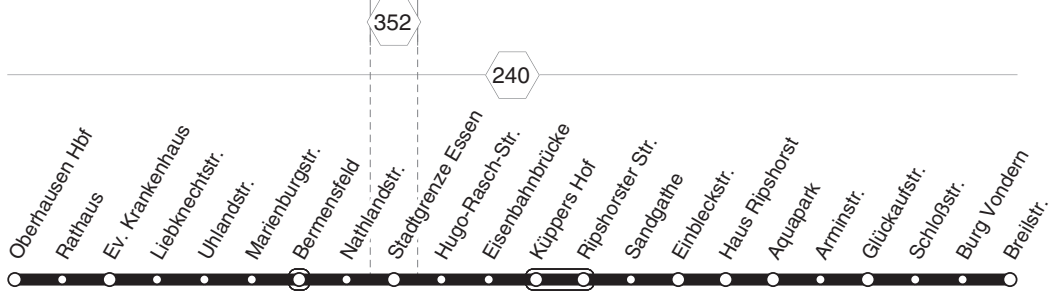 352
240
Oberhausen Hbf
Rathaus
Ev. Krankenhaus
Liebknechtstr.
Uhlandstr.
Marienburgstr.
Bermensfeld
Nathlandstr.
Stadtgrenze Essen
Hugo-Rasch-Str.
Eisenbahnbrücke
Küppers Hof
Ripshorster Str.
Sandgathe
Einbleckstr.
Haus Ripshorst
Aquapark
Arminstr.
Glückaufstr.
Schloßstr.
Burg Vondern
Breilstr.